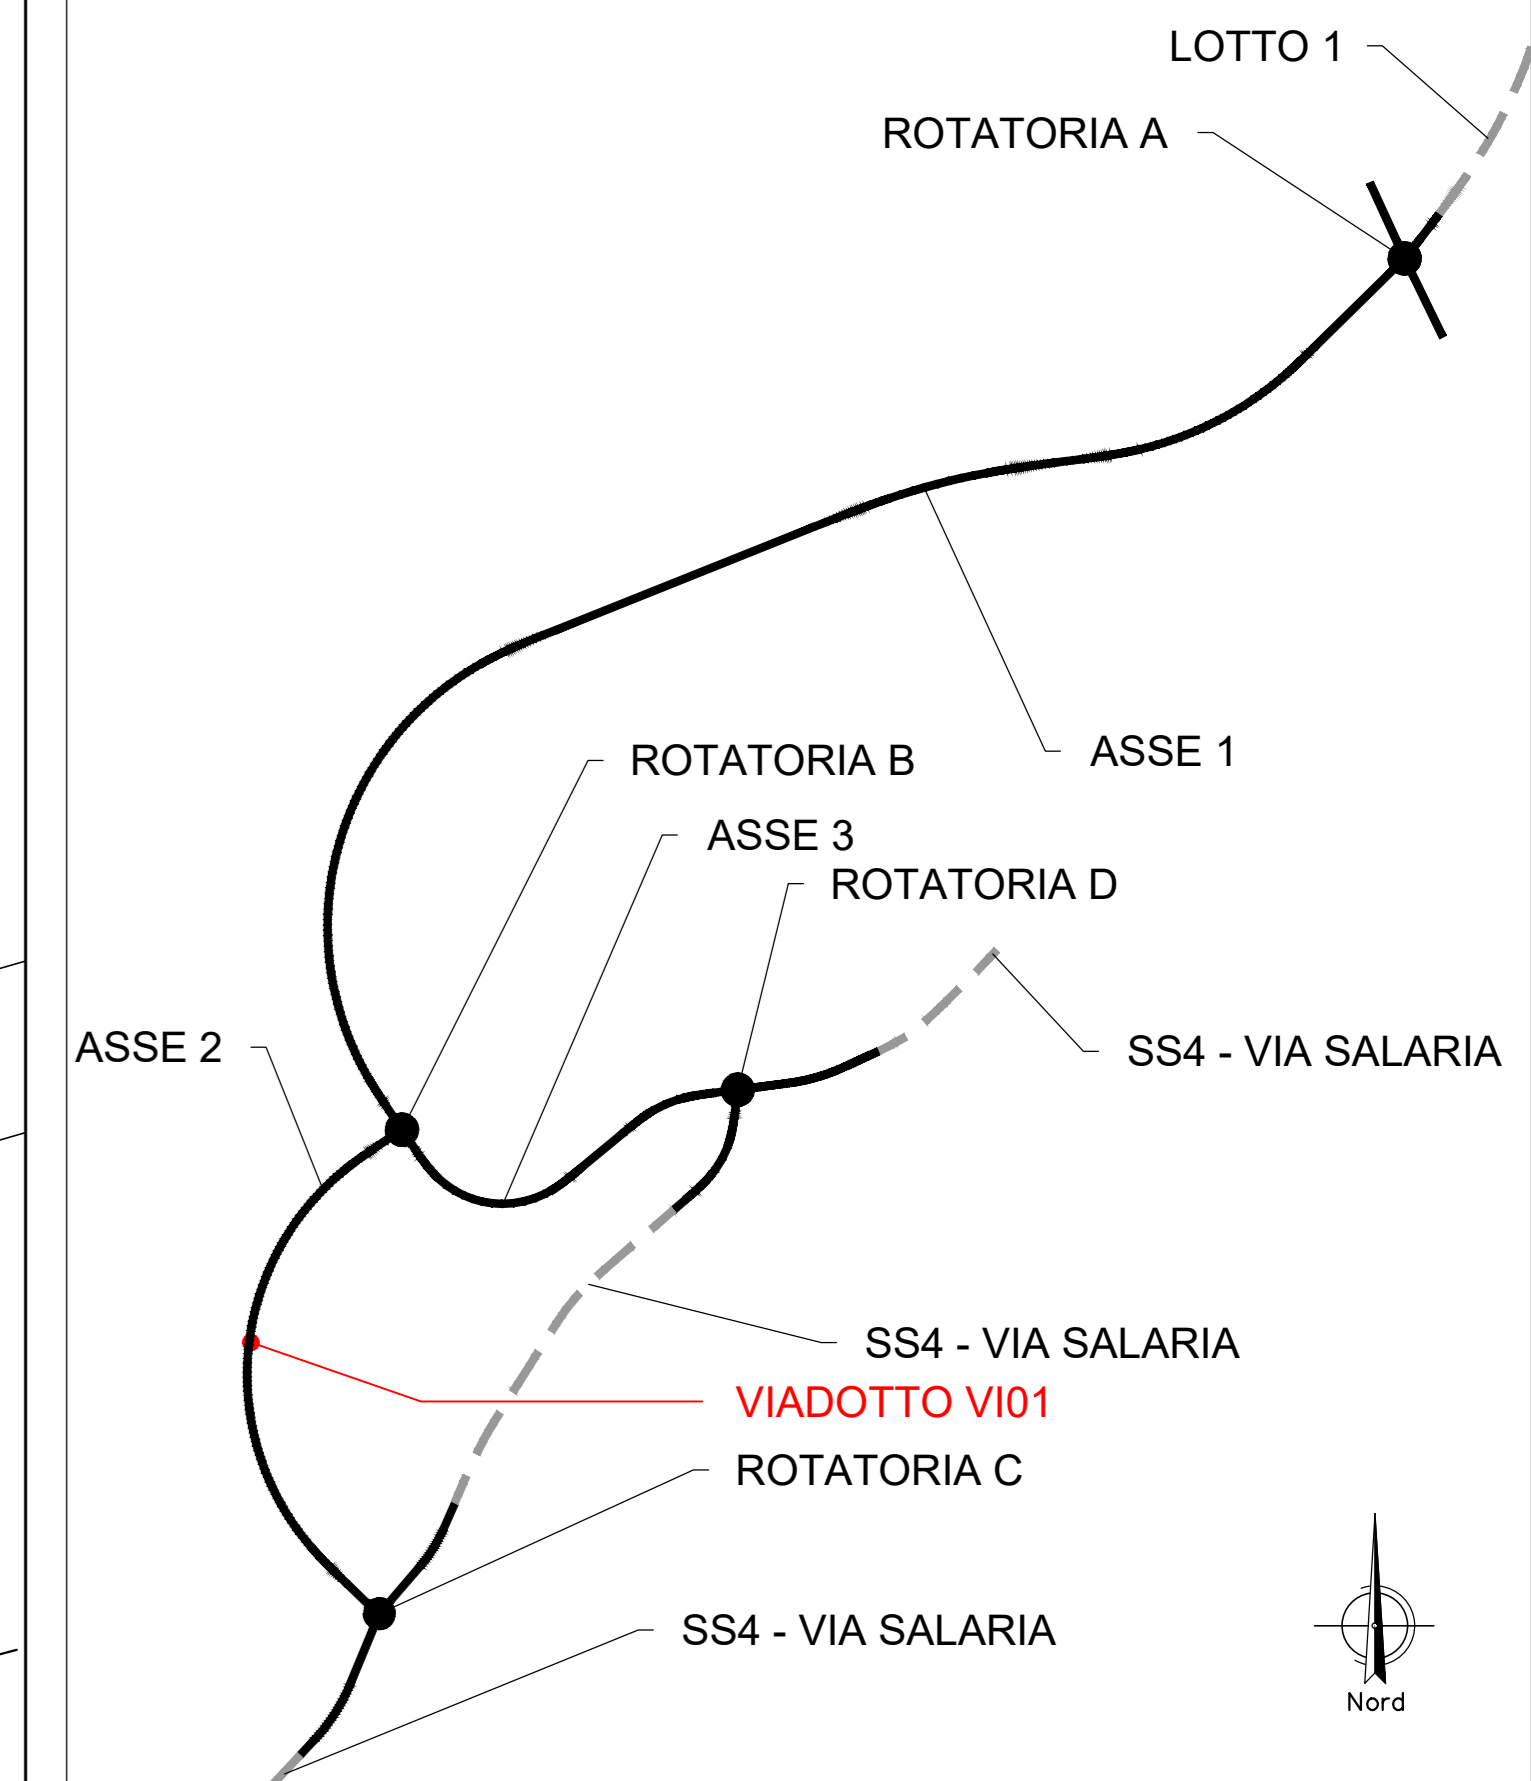 LOTTO 1
ROTATORIA A
ROTATORIA B
ASSE 1
ASSE 3
ROTATORIA D
ASSE 2
SS4 - VIA SALARIA
SS4 - VIA SALARIA
VIADOTTO VI01
ROTATORIA C
SS4 - VIA SALARIA
Nord